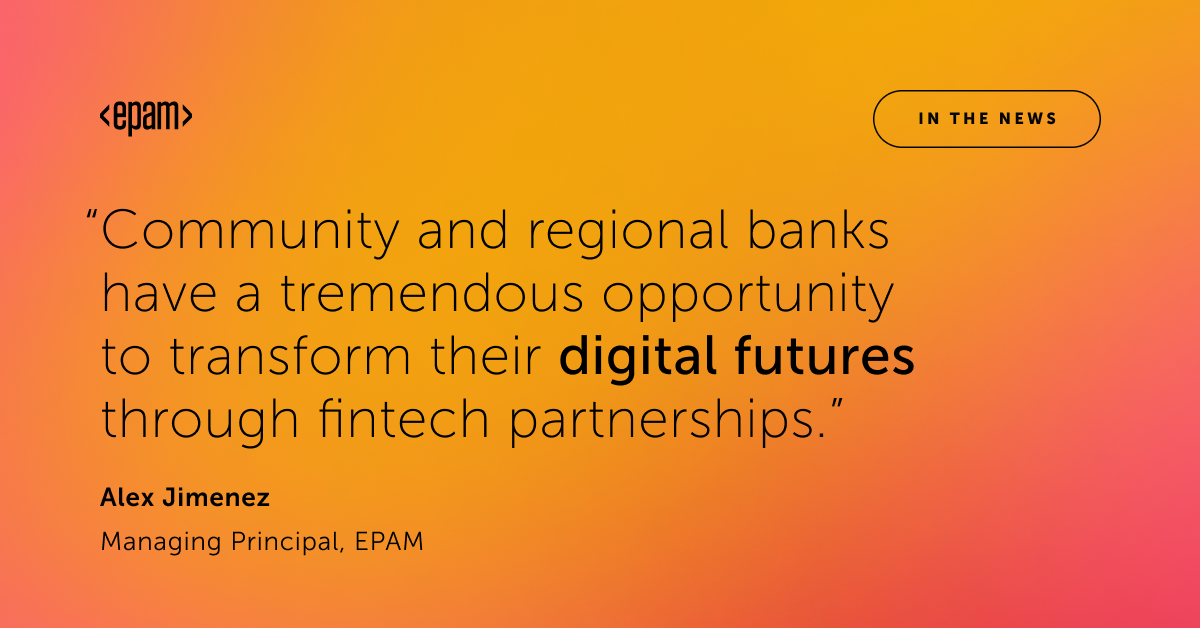 <epam>
IN THE NEWS
“Community and regional banks
have a tremendous opportunity
to transform their digital futures
through fintech partnerships.”
Alex Jimenez
Managing Principal, EPAM